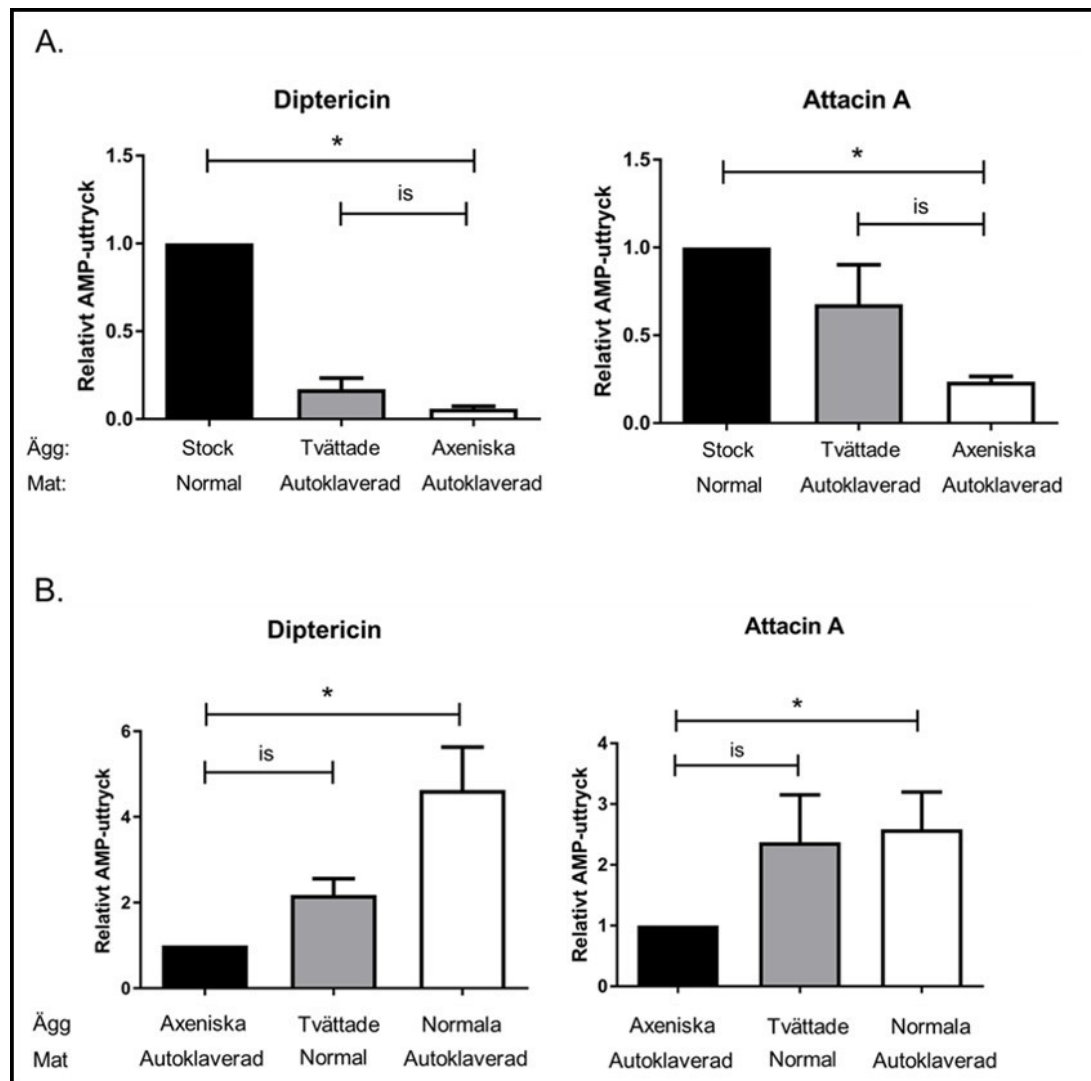 A.
Diptericin
*
is
Relativt AMP-uttryck
1.5
1.0
0.5
0.0
Ägg: Stock Tvättade Axeniska
Mat: Normal Autoklaverad Autoklaverad
Attacin A
*
is
Relativt AMP-uttryck
1.5
1.0
0.5
0.0
Stock Tvättade Axeniska
Normal Autoklaverad Autoklaverad
B.
Diptericin
*
is
Relativt AMP-uttryck
6
4
2
0
Ägg Axeniska Tvättade Normala
Mat Autoklaverad Normal Autoklaverad
Attacin A
*
is
Relativt AMP-uttryck
4
3
2
1
0
Axeniska Tvättade Normala
Autoklaverad Normal Autoklaverad